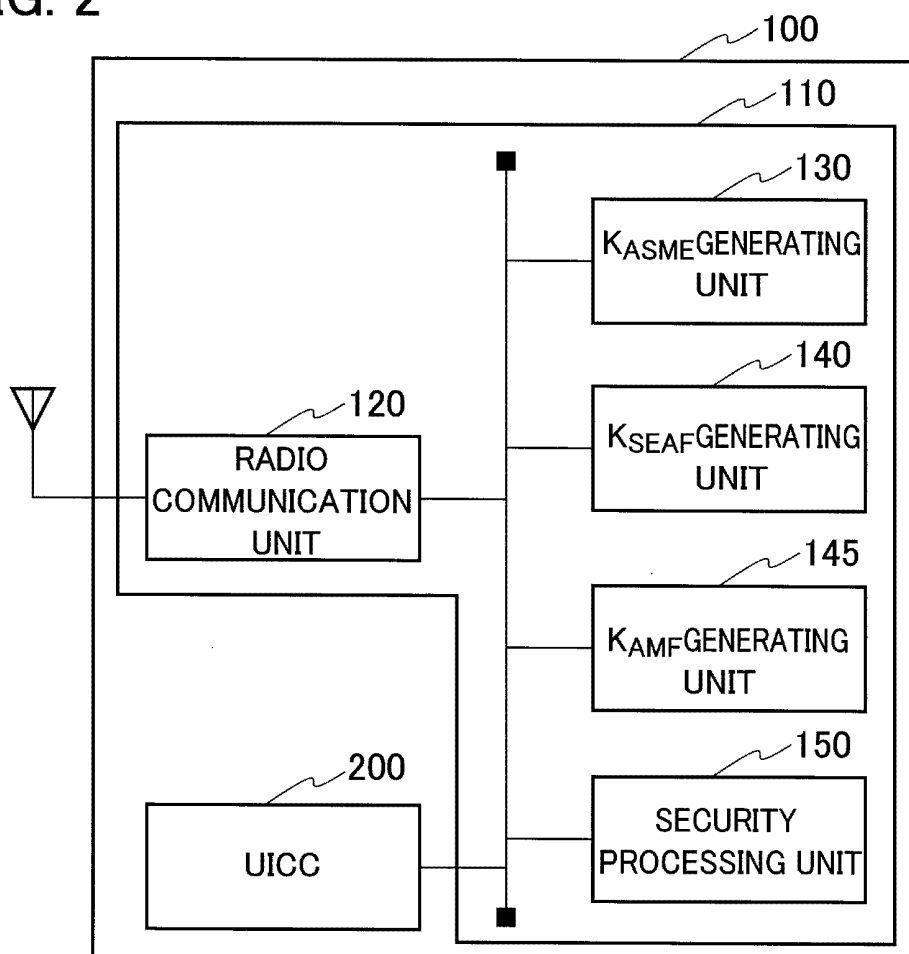 FIG. 2
100
110
130
KASMEGENERATING
UNIT
140
KSEAFGENERATING
UNIT
120
RADIO
COMMUNICATION
UNIT
145
KAMFGENERATING
UNIT
200
UICC
150
SECURITY
PROCESSING UNIT